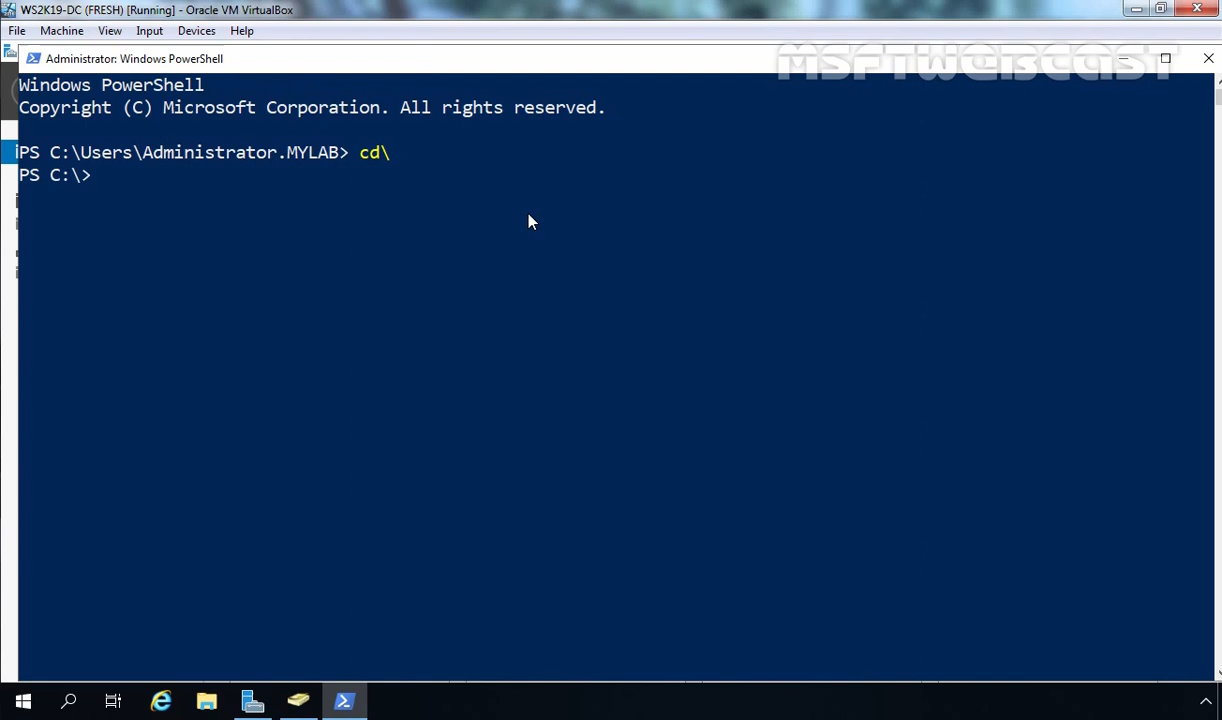 WS2K19-DC (FRESH) [Running] - Oracle VM VirtualBox
File Machine View Input Devices Help
Administrator: Windows PowerShell
MSFTWEBCAST
Windows PowerShell
Copyright (C) Microsoft Corporation. All rights reserved.
PS C:\Users\Administrator.MYLAB> cd\
PS C:\>